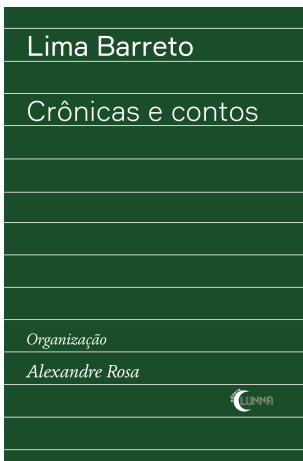 Lima Barreto
Crônicas e contos
Organização
Alexandre Rosa
LUNNA